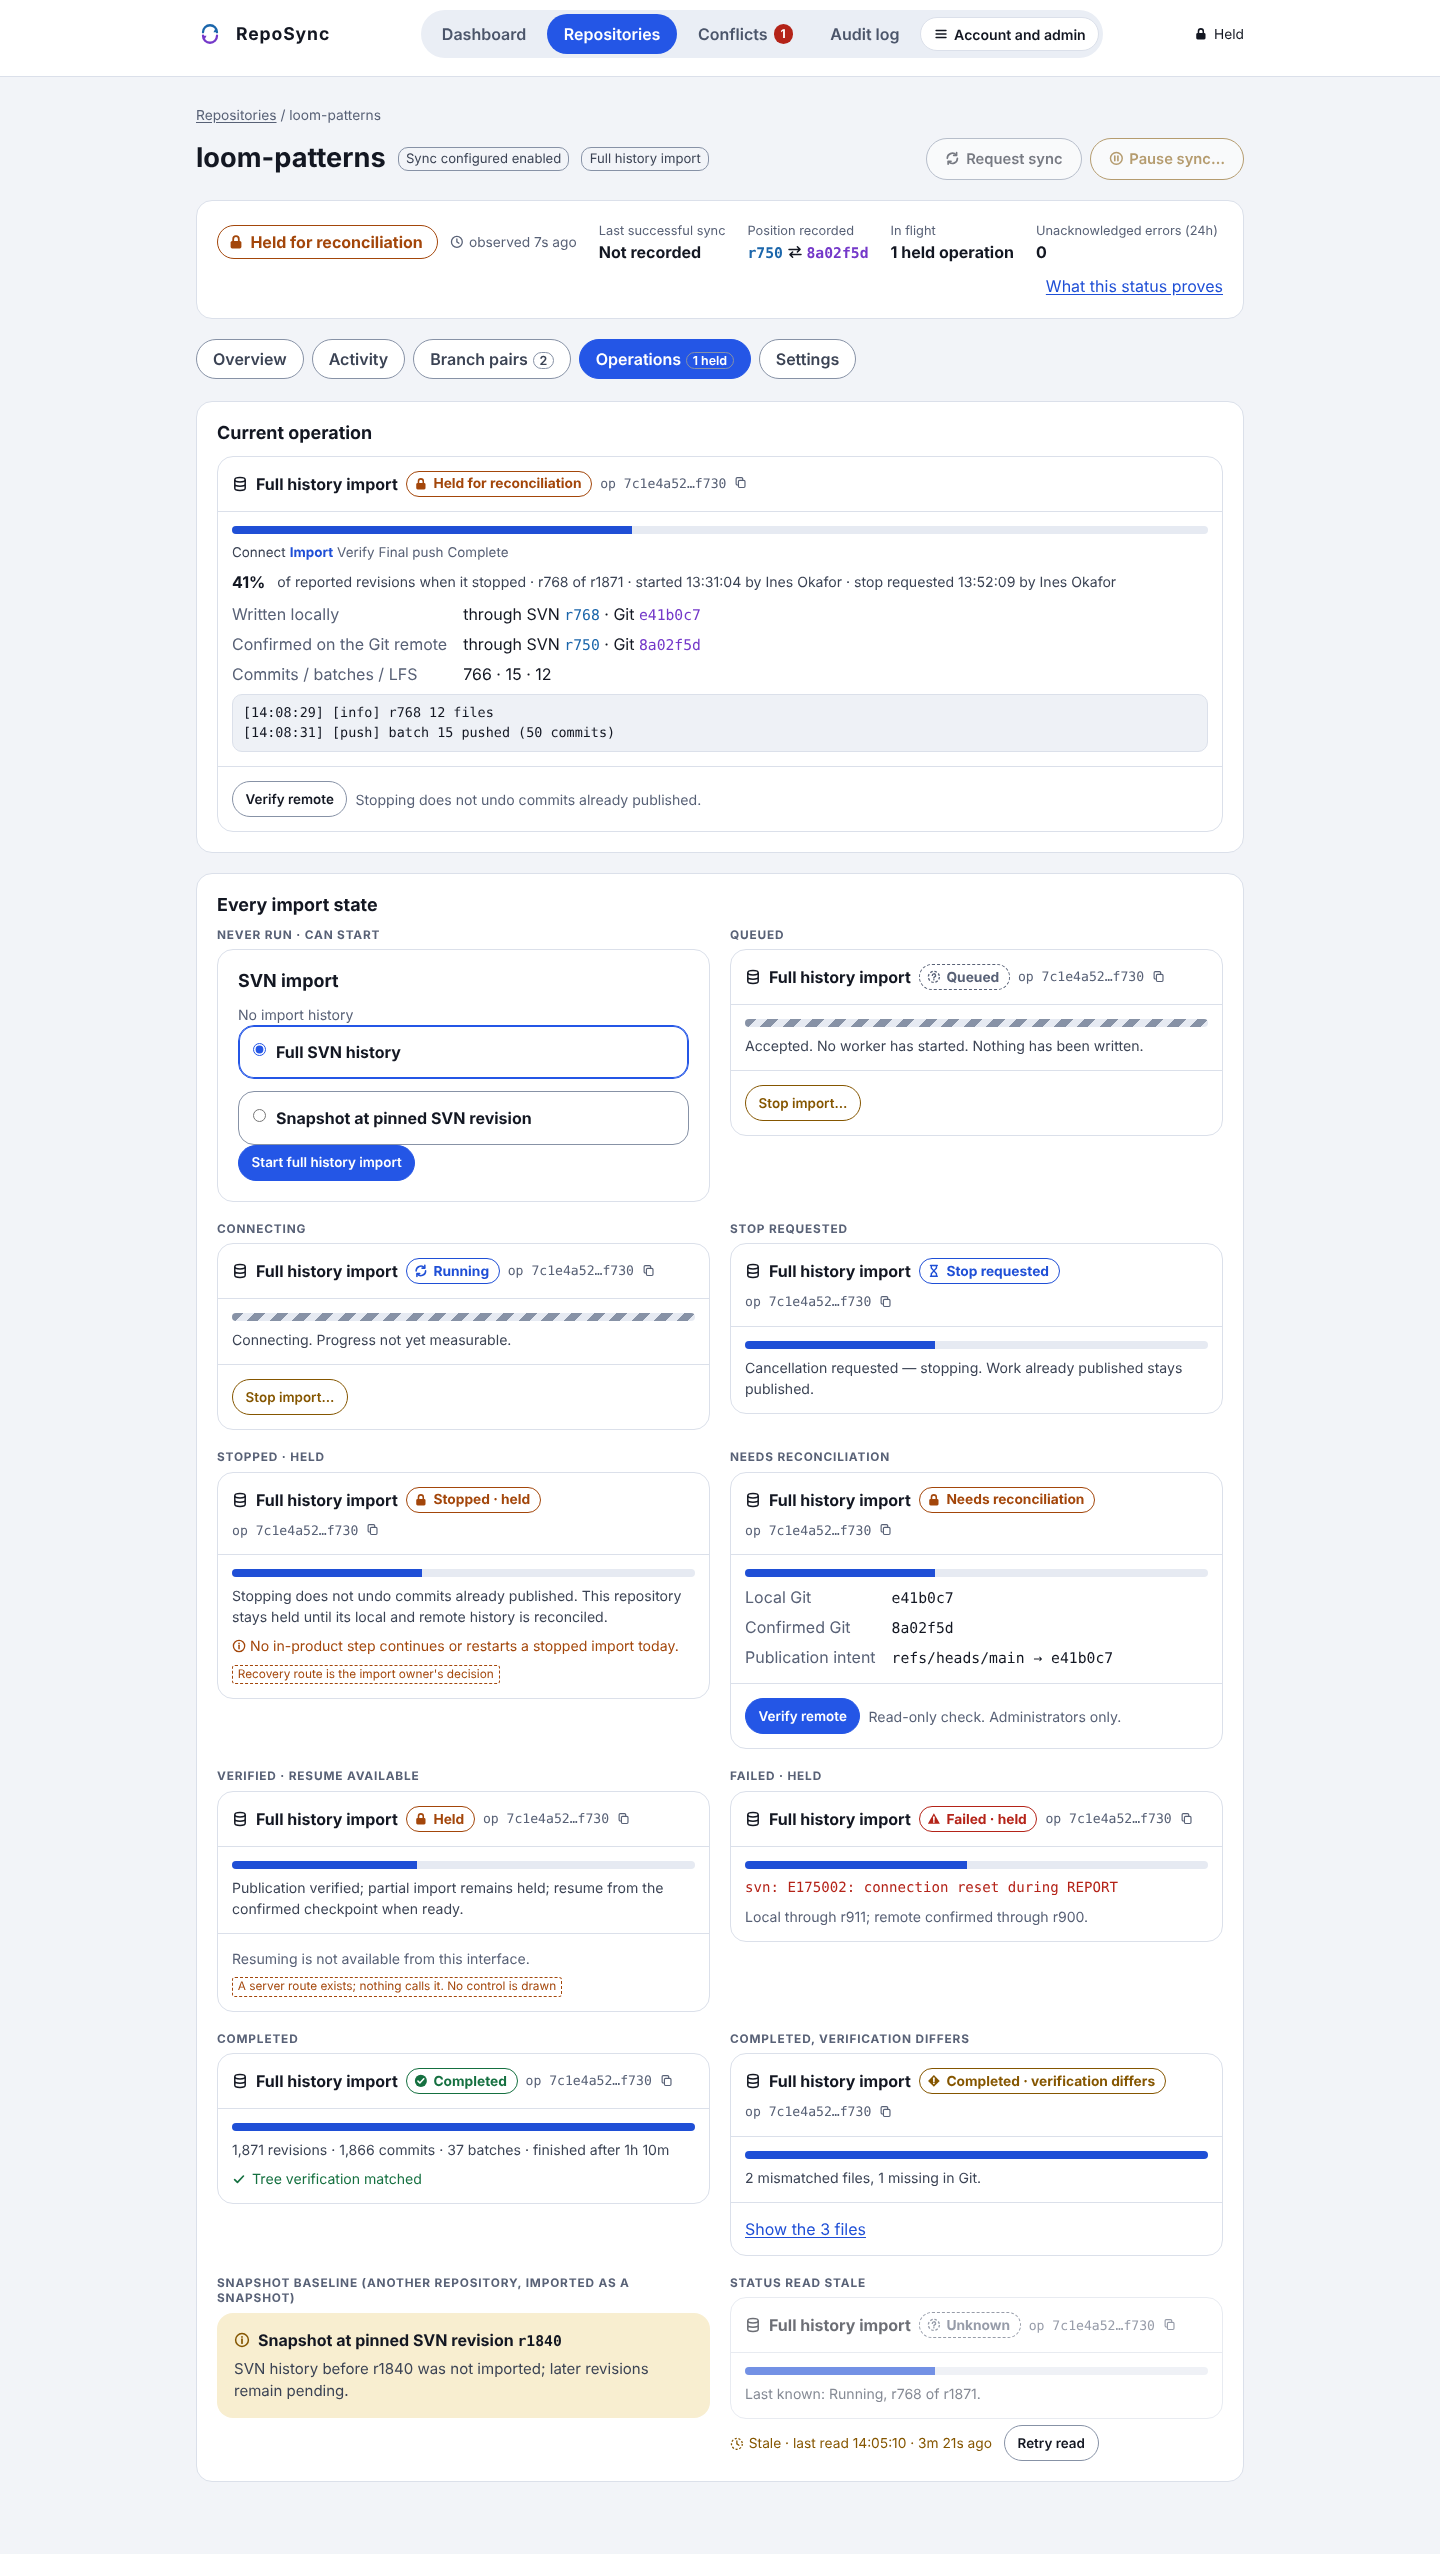 RepoSync
Dashboard
Repositories
Conflicts 1
Audit log
Account and admin
Held
Repositories / loom-patterns
loom-patterns
Sync configured enabled
Full history import
Request sync
Pause sync...
Held for reconciliation
observed 7s ago
Last successful sync
Not recorded
Position recorded
r750 ⇄ 8a02f5d
In flight
1 held operation
Unacknowledged errors (24h)
0
What this status proves
Overview
Activity
Branch pairs 2
Operations 1 held
Settings
Current operation
Full history import
Held for reconciliation
op 7c1e4a52…f730
Connect Import Verify Final push Complete
41% of reported revisions when it stopped · r768 of r1871 · started 13:31:04 by Ines Okafor · stop requested 13:52:09 by Ines Okafor
Written locally through SVN r768 · Git e41b0c7
Confirmed on the Git remote through SVN r750 · Git 8a02f5d
Commits / batches / LFS 766 · 15 · 12
[14:08:29] [info] r768 12 files
[14:08:31] [push] batch 15 pushed (50 commits)
Verify remote
Stopping does not undo commits already published.
Every import state
NEVER RUN · CAN START
SVN import
No import history
Full SVN history
Snapshot at pinned SVN revision
Start full history import
QUEUED
Full history import
Queued
op 7c1e4a52…f730
Accepted. No worker has started. Nothing has been written.
Stop import...
CONNECTING
Full history import
Running
op 7c1e4a52…f730
Connecting. Progress not yet measurable.
Stop import...
STOP REQUESTED
Full history import
Stop requested
op 7c1e4a52…f730
Cancellation requested — stopping. Work already published stays
published.
STOPPED · HELD
Full history import
Stopped · held
op 7c1e4a52…f730
Stopping does not undo commits already published. This repository
stays held until its local and remote history is reconciled.
No in-product step continues or restarts a stopped import today.
Recovery route is the import owner's decision
NEEDS RECONCILIATION
Full history import
Needs reconciliation
op 7c1e4a52…f730
Local Git e41b0c7
Confirmed Git 8a02f5d
Publication intent refs/heads/main → e41b0c7
Verify remote
Read-only check. Administrators only.
VERIFIED · RESUME AVAILABLE
Full history import
Held
op 7c1e4a52…f730
Publication verified; partial import remains held; resume from the
confirmed checkpoint when ready.
Resuming is not available from this interface.
A server route exists; nothing calls it. No control is drawn
FAILED · HELD
Full history import
Failed · held
op 7c1e4a52…f730
svn: E175002: connection reset during REPORT
Local through r911; remote confirmed through r900.
COMPLETED
Full history import
Completed
op 7c1e4a52…f730
1,871 revisions · 1,866 commits · 37 batches · finished after 1h 10m
Tree verification matched
COMPLETED, VERIFICATION DIFFERS
Full history import
Completed · verification differs
op 7c1e4a52…f730
2 mismatched files, 1 missing in Git.
Show the 3 files
SNAPSHOT BASELINE (ANOTHER REPOSITORY, IMPORTED AS A
SNAPSHOT)
Snapshot at pinned SVN revision r1840
SVN history before r1840 was not imported; later revisions
remain pending.
STATUS READ STALE
Full history import
Unknown
op 7c1e4a52…f730
Last known: Running, r768 of r1871.
Stale · last read 14:05:10 · 3m 21s ago
Retry read